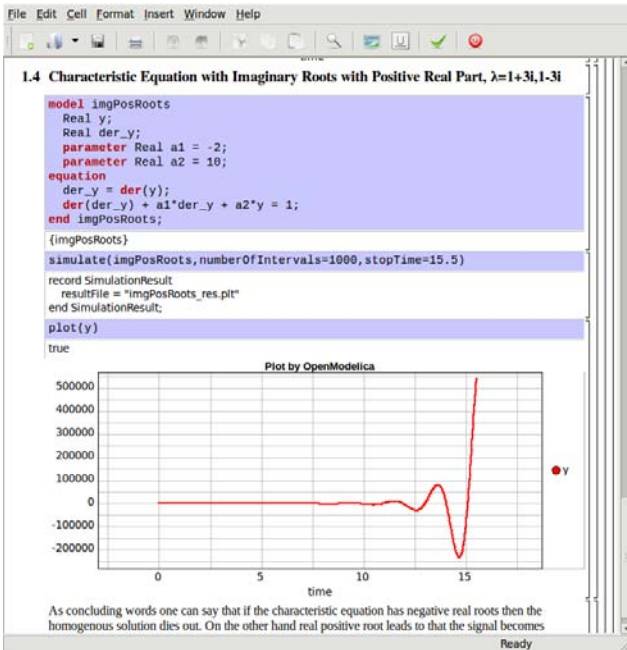 File Edit Cell Format Insert Window Help
1.4 Characteristic Equation with Imaginary Roots with Positive Real Part, λ=1+3i,1-3i
model imgPosRoots
Real y;
Real der_y;
parameter Real a1 = -2;
parameter Real a2 = 10;
equation
der_y = der(y);
der(der_y) + a1*der_y + a2*y = 1;
end imgPosRoots;
{imgPosRoots}
simulate(imgPosRoots,numberOfIntervals=1000,stopTime=15.5)
record SimulationResult
resultFile = "imgPosRoots_res.plt"
end SimulationResult;
plot(y)
true
Plot by OpenModelica
500000
400000
300000
200000
100000
0
-100000
-200000
y
0 5 10 15
time
As concluding words one can say that if the characteristic equation has negative real roots then the
homogenous solution dies out. On the other hand real positive root leads to that the signal becomes
Ready